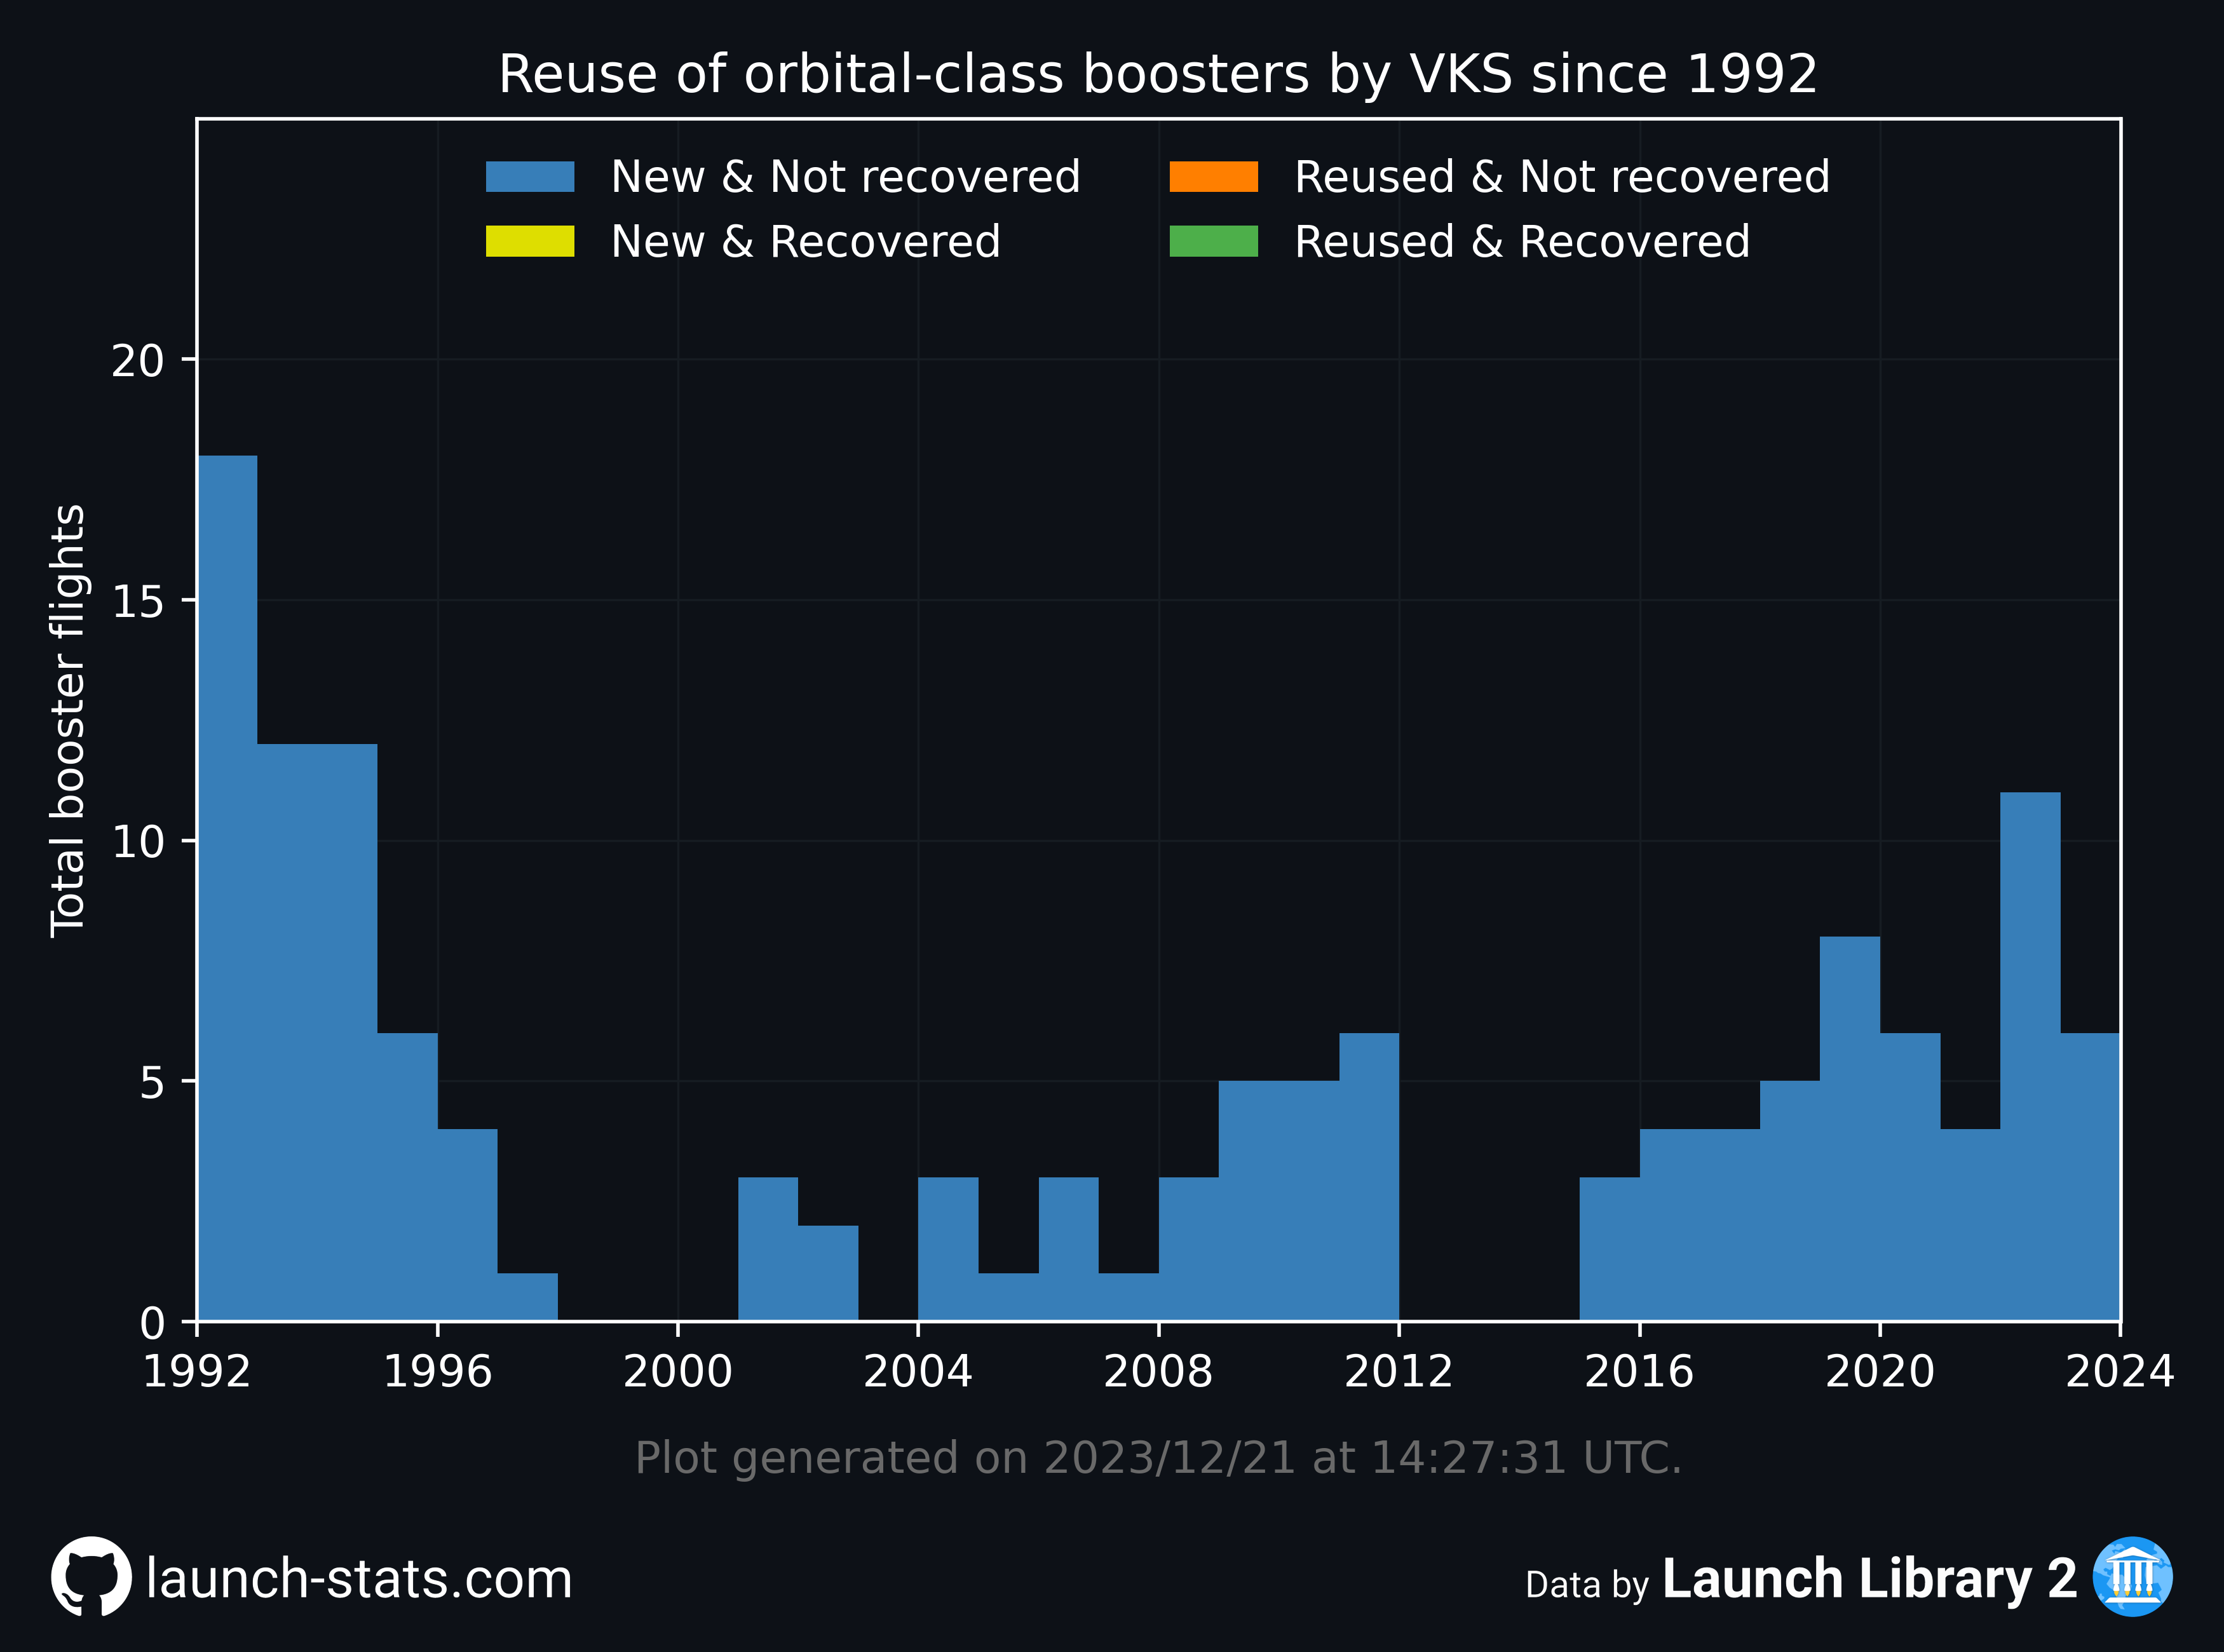 Reuse of orbital-class boosters by VKS since 1992
New & Not recovered
New & Recovered
Reused & Not recovered
Reused & Recovered
Total booster flights
20
15
10
5
0
1992 1996 2000 2004 2008 2012 2016 2020 2024
Plot generated on 2023/12/21 at 14:27:31 UTC.
launch-stats.com
Data by Launch Library 2